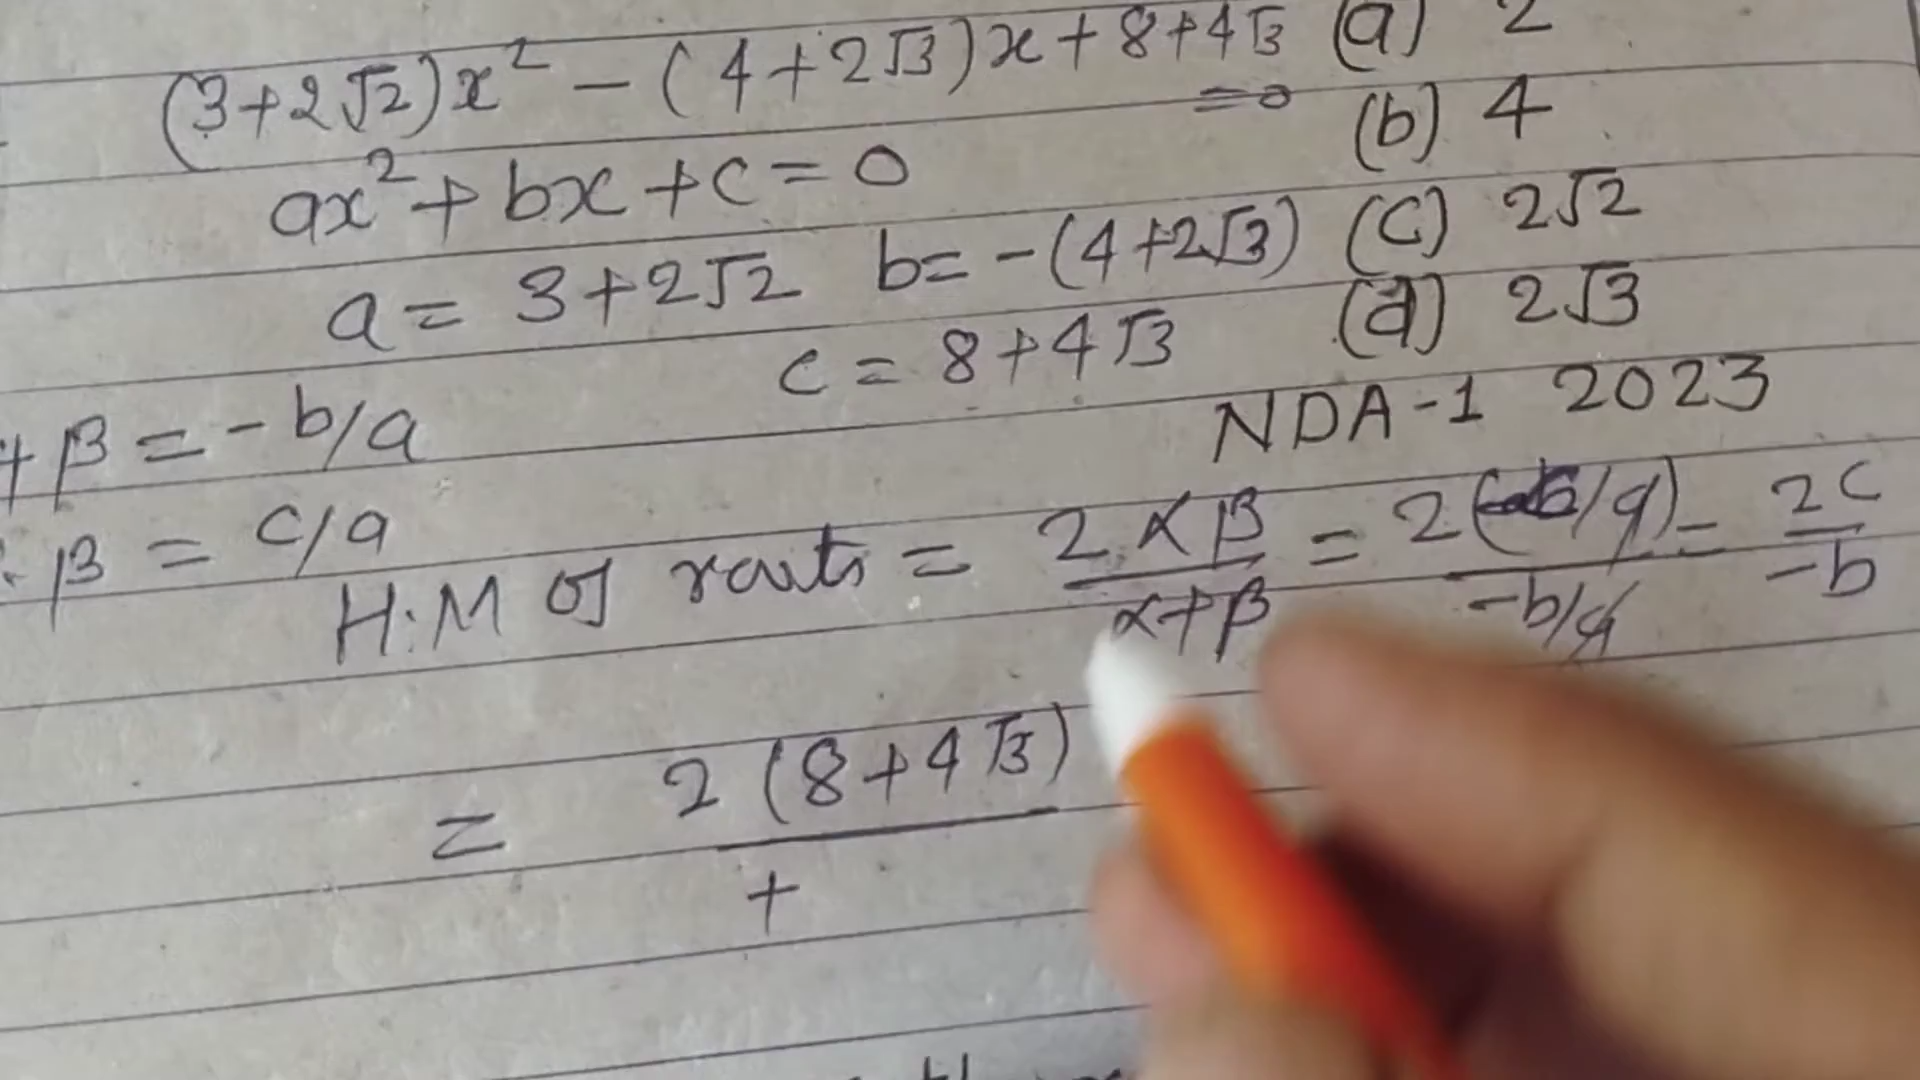 (3+2√2)x² - (4+2√3)x + 8+4√3 = 0
(a) 2
(b) 4
ax² + bx + c = 0
(c) 2√2
a = 3+2√2 b = -(4+2√3)
(d) 2√3
c = 8+4√3
+ β = -b/a
NDA-1 2023
β = c/a
H.M of roots = 2αβ/α+β = 2( /a)/-b/a = 2c/-b
= 2(8+4√3)
+